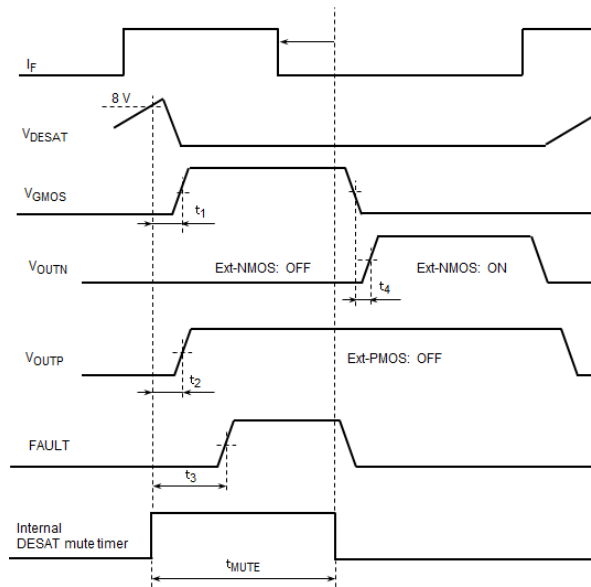 IF
8 V
VDESAT
VGMOS
t1
VOUTN
Ext-NMOS: OFF
Ext-NMOS: ON
t4
VOUTP
Ext-PMOS: OFF
t2
FAULT
t3
Internal
DESAT mute timer
tMUTE